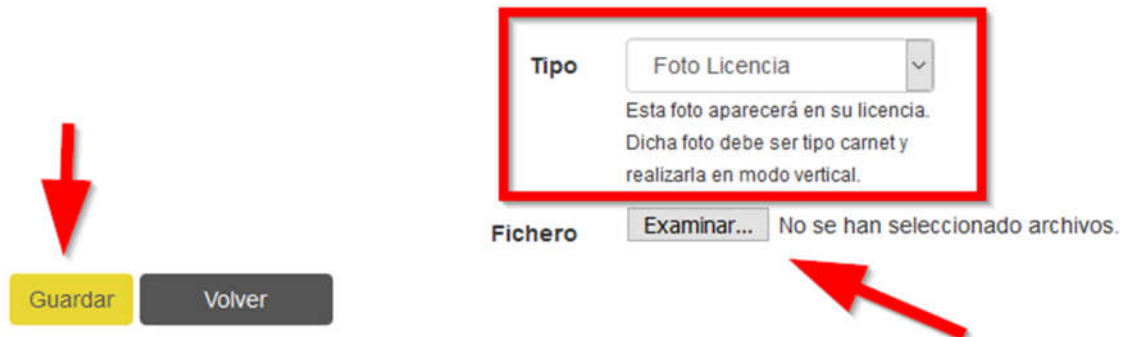 Tipo
Foto Licencia
Esta foto aparecerá en su licencia.
Dicha foto debe ser tipo carnet y
realizarla en modo vertical.
Fichero
Examinar... No se han seleccionado archivos.
Guardar
Volver